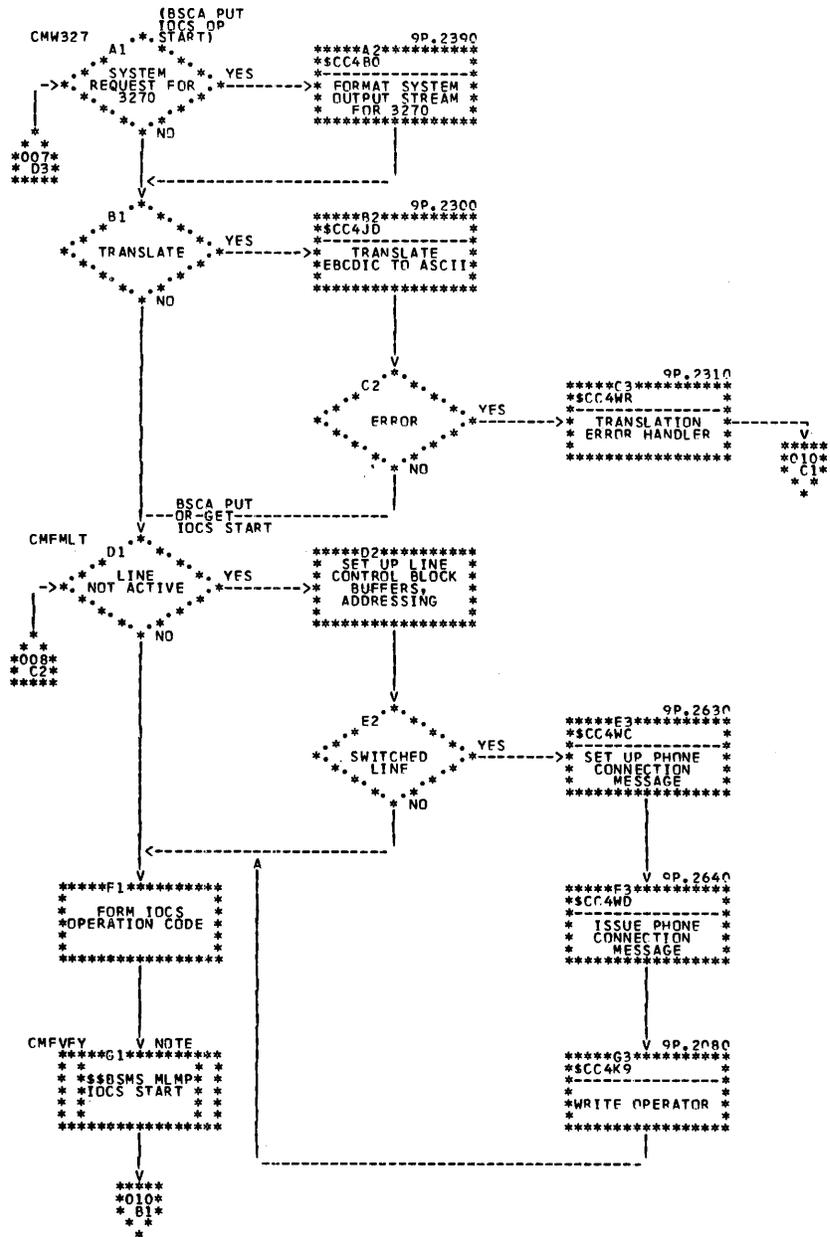 (BSCA PUT
IOCS OP
START)
CMW327
A1
SYSTEM
REQUEST FOR
3270
YES
NO
9P.2390
A2
$CC4BO
FORMAT SYSTEM
OUTPUT STREAM
FOR 3270
007
D3
B1
TRANSLATE
YES
NO
9P.2300
B2
$CC4JD
TRANSLATE
EBCDIC TO ASCII
C2
ERROR
YES
NO
9P.2310
C3
$CC4WR
TRANSLATION
ERROR HANDLER
010
C1
BSCA PUT
OR GET
IOCS START
CMFMLT
D1
LINE
NOT ACTIVE
YES
NO
D2
SET UP LINE
CONTROL BLOCK
BUFFERS,
ADDRESSING
008
C2
E2
SWITCHED
LINE
YES
NO
9P.2630
E3
$CC4WC
SET UP PHONE
CONNECTION
MESSAGE
A
F1
FORM IOCS
OPERATION CODE
9P.2640
F3
$CC4WD
ISSUE PHONE
CONNECTION
MESSAGE
CMFVFY
NOTE
G1
$$BSMS MLMP
IOCS START
9P.2080
G3
$CC4K9
WRITE OPERATOR
010
B1